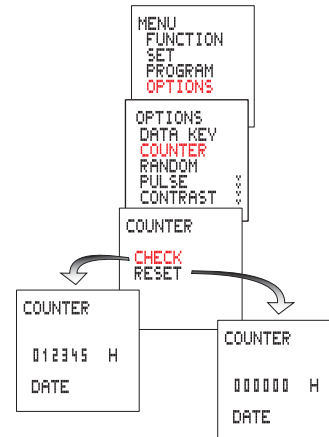 MENU
FUNCTION
SET
PROGRAM
OPTIONS
OPTIONS
DATA KEY
COUNTER
RANDOM
PULSE
CONTRAST
COUNTER
CHECK
RESET
COUNTER
012345 H
DATE
COUNTER
000000 H
DATE